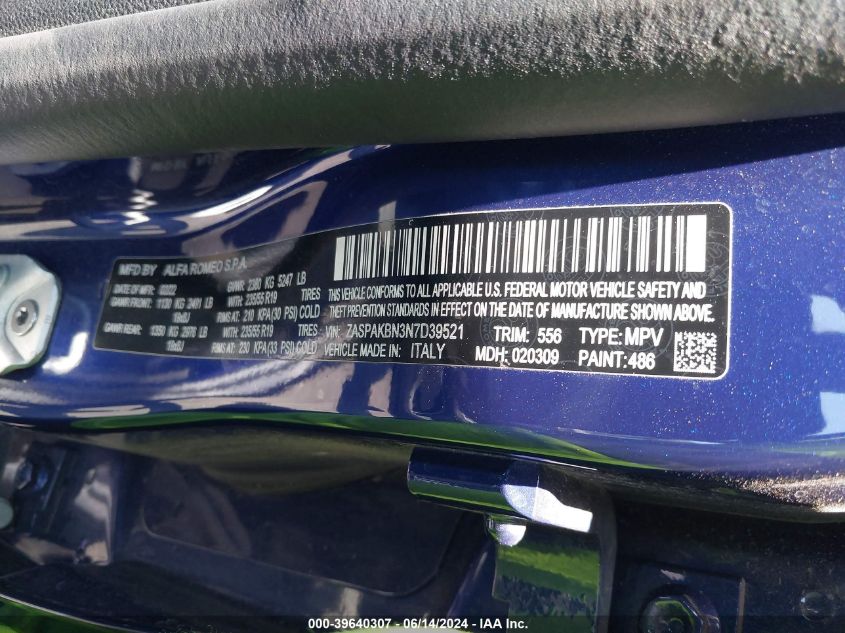 MFD BY ALFA ROMEO S.P.A.
02/22 GVWR: 2380 KG 5247 LB
GAWR FRONT: 1130 KG 2491 LB WITH: 235/55 R19 TIRES
18x8J RIMS AT: 210 KPA(30 PSI) COLD
GAWR REAR: 1350 KG 2976 LB WITH: 235/55 R19 TIRES
18x8J RIMS AT: 230 KPA(33 PSI) COLD
THIS VEHICLE CONFORMS TO ALL APPLICABLE U.S. FEDERAL MOTOR VEHICLE SAFETY AND
THEFT PREVENTION STANDARDS IN EFFECT ON THE DATE OF MANUFACTURE SHOWN ABOVE.
VIN: ZASPAKBN3N7D39521 TRIM: 556 TYPE: MPV
VEHICLE MADE IN: ITALY MDH: 020309 PAINT: 486
000-39640307 - 06/14/2024 - IAA Inc.